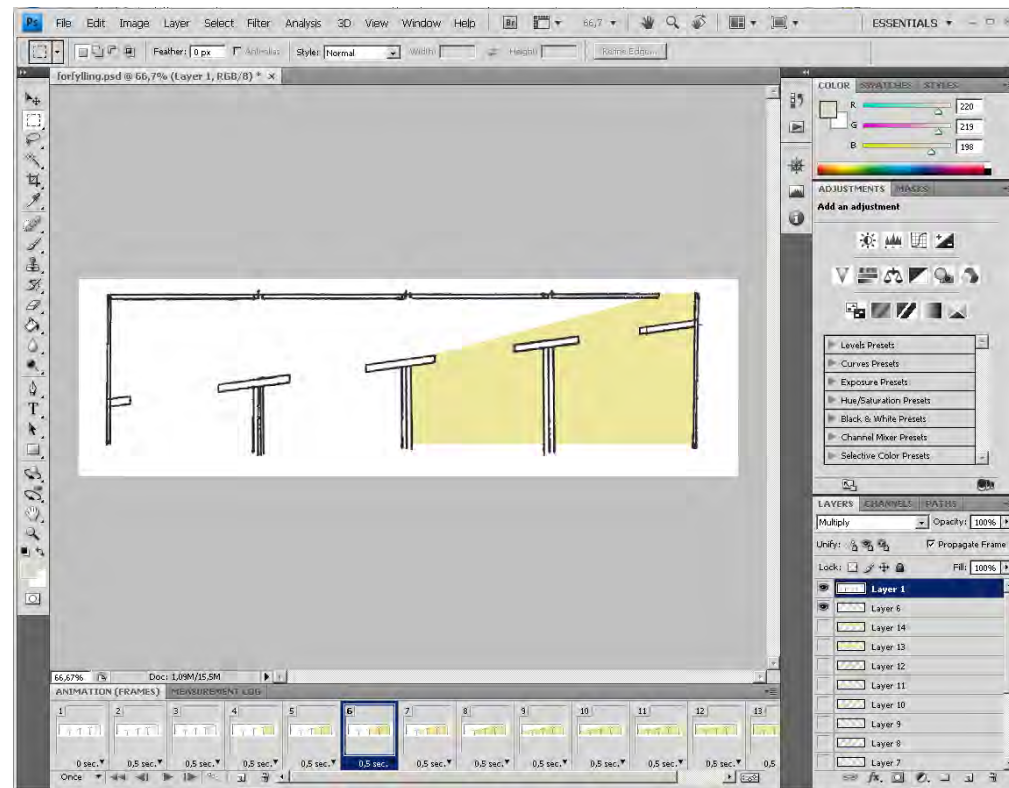 Ps File Edit Image Layer Select Filter Analysis 3D View Window Help Br 66,7 ESSENTIALS
Feather: 0 px Anti-alias Style: Normal Width: Height: Refine Edge...
forfylling.psd @ 66,7% (Layer 1, RGB/8) * ×
COLOR SWATCHES STYLES
R 220
G 219
B 198
ADJUSTMENTS MASKS
Add an adjustment
Levels Presets
Curves Presets
Exposure Presets
Hue/Saturation Presets
Black & White Presets
Channel Mixer Presets
Selective Color Presets
LAYERS CHANNELS PATHS
Multiply Opacity: 100%
Unify: Propagate Frame
Lock: Fill: 100%
Layer 1
Layer 6
Layer 14
Layer 13
Layer 12
Layer 11
Layer 10
Layer 9
Layer 8
Layer 7
66,67% Doc: 1,09M/15,5M
ANIMATION (FRAMES) MEASUREMENT LOG
1 2 3 4 5 6 7 8 9 10 11 12 13
0 sec. 0,5 sec. 0,5 sec. 0,5 sec. 0,5 sec. 0,5 sec. 0,5 sec. 0,5 sec. 0,5 sec. 0,5 sec. 0,5 sec. 0,5 sec. 0,5
Once
fx